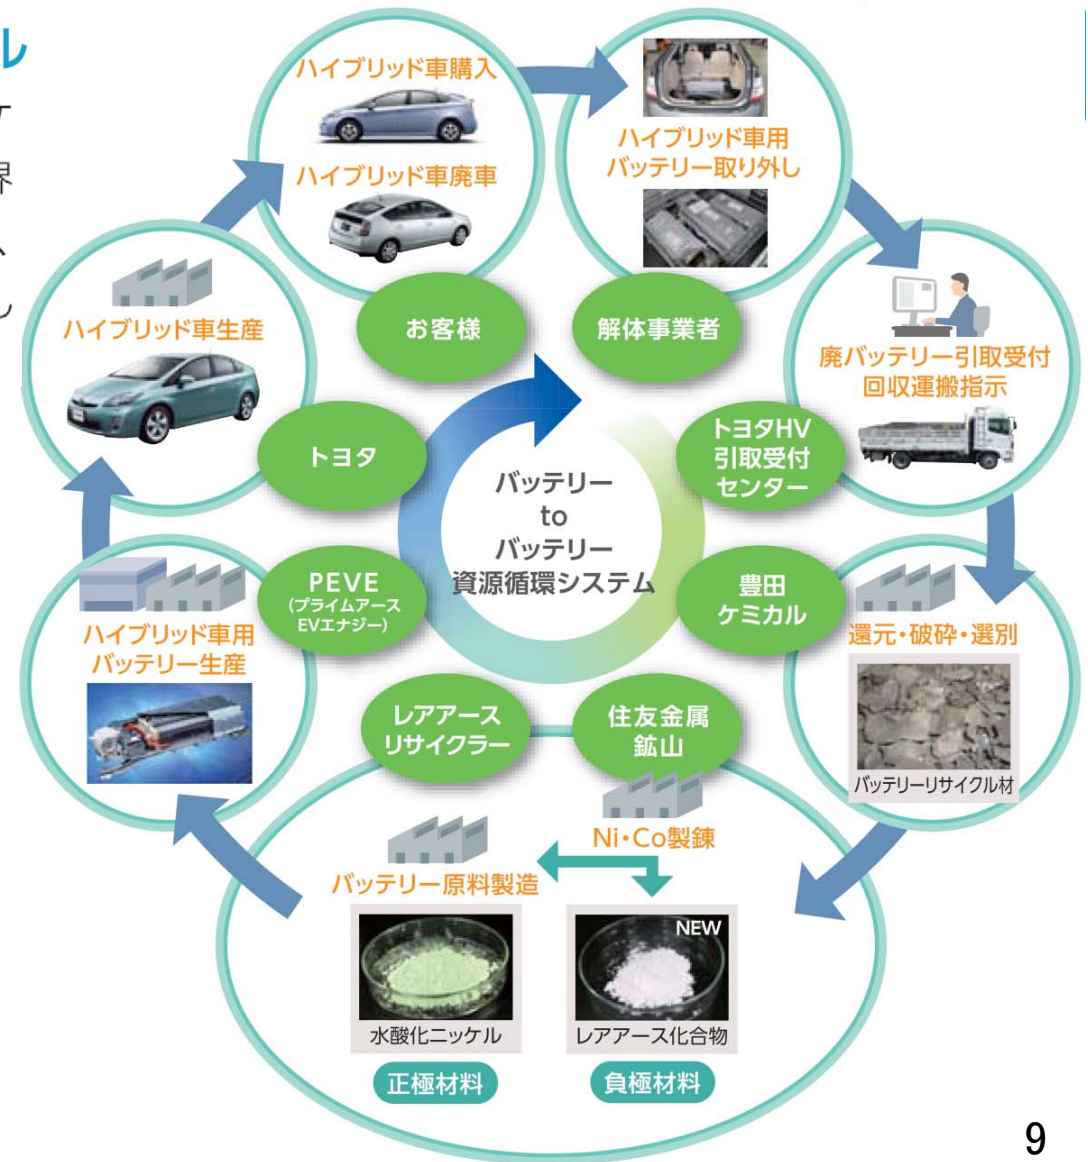 ル
ケ
界
へ
し
ハイブリッド車購入
ハイブリッド車廃車
お客様
ハイブリッド車用
バッテリー取り外し
解体事業者
廃バッテリー引取受付
回収運搬指示
トヨタHV
引取受付
センター
還元・破砕・選別
バッテリーリサイクル材
豊田
ケミカル
住友金属
鉱山
Ni・Co製錬
レアアース
リサイクラー
バッテリー原料製造
水酸化ニッケル
正極材料
NEW
レアアース化合物
負極材料
PEVE
(プライムアース
EVエナジー)
ハイブリッド車用
バッテリー生産
トヨタ
ハイブリッド車生産
バッテリー
to
バッテリー
資源循環システム
9